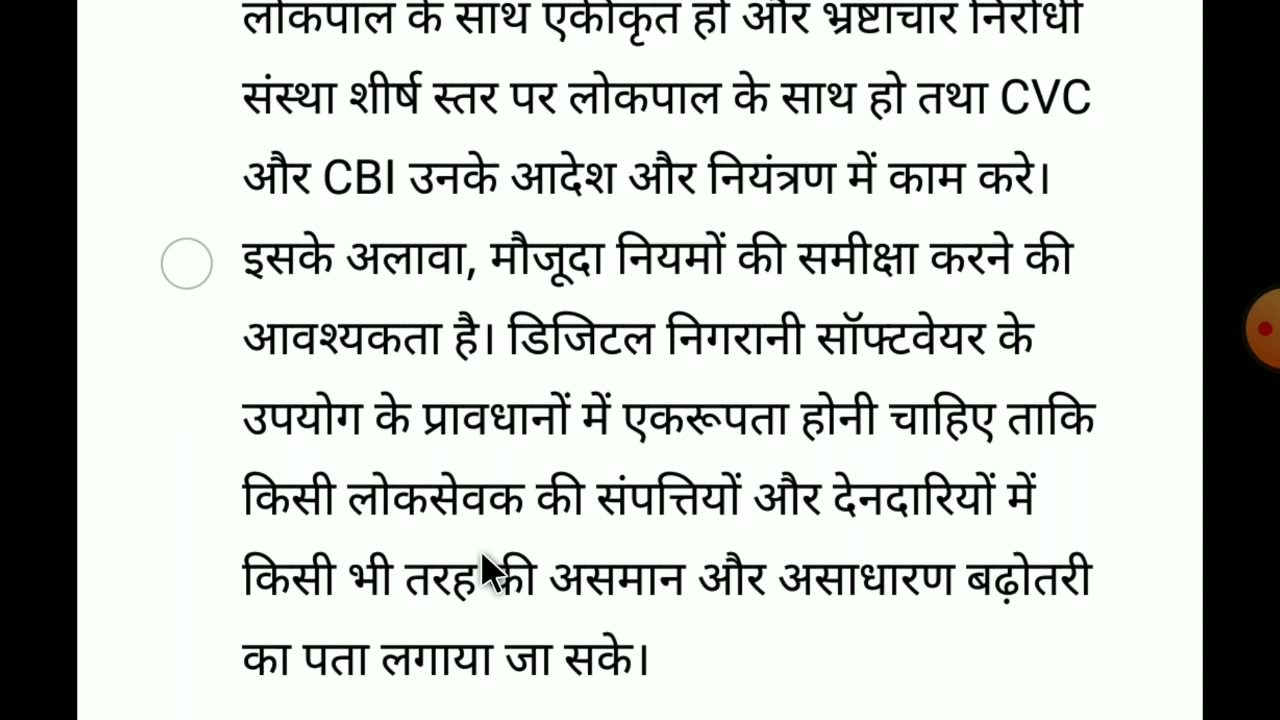 लोकपाल के साथ एकीकृत हो और भ्रष्टाचार निरोधी
संस्था शीर्ष स्तर पर लोकपाल के साथ हो तथा CVC
और CBI उनके आदेश और नियंत्रण में काम करे।
इसके अलावा, मौजूदा नियमों की समीक्षा करने की
आवश्यकता है। डिजिटल निगरानी सॉफ्टवेयर के
उपयोग के प्रावधानों में एकरूपता होनी चाहिए ताकि
किसी लोकसेवक की संपत्तियों और देनदारियों में
किसी भी तरह की असमान और असाधारण बढ़ोतरी
का पता लगाया जा सके।